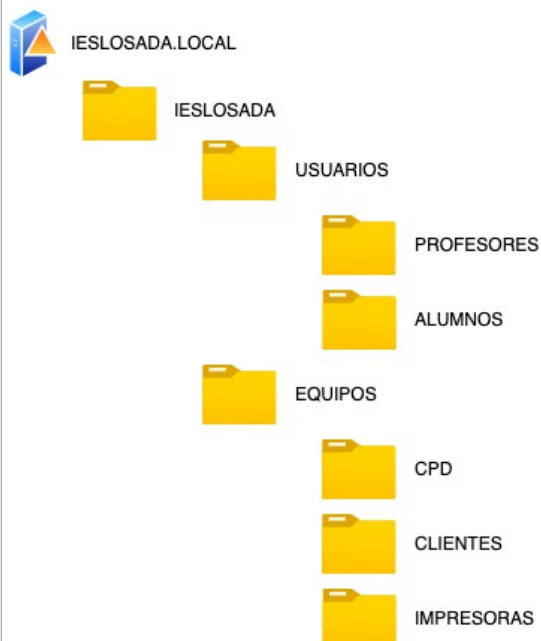 IESLOSADA.LOCAL
IESLOSADA
USUARIOS
PROFESORES
ALUMNOS
EQUIPOS
CPD
CLIENTES
IMPRESORAS